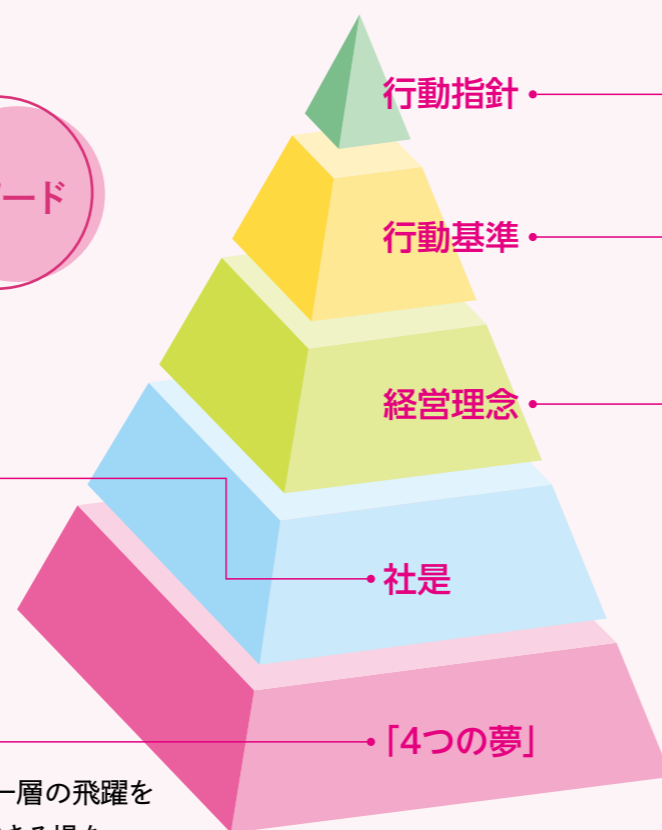 行動指針
ード
行動基準
経営理念
社是
「4つの夢」
一層の飛躍を